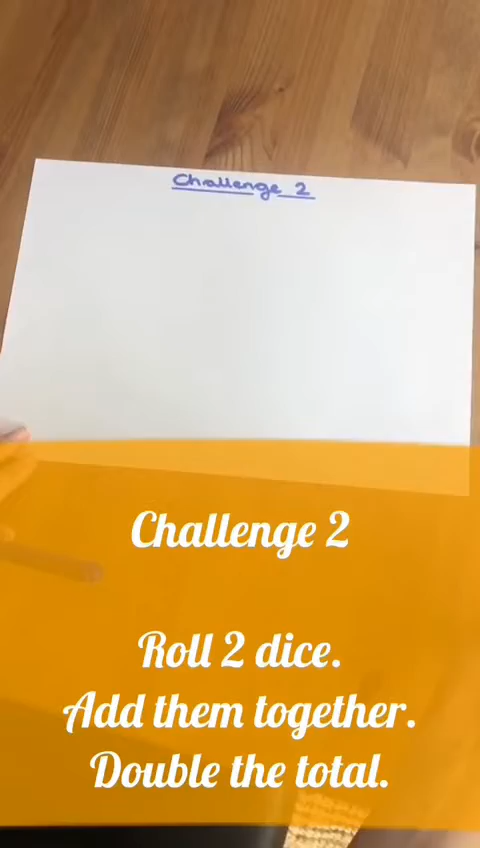 Challenge 2
Challenge 2
Roll 2 dice.
Add them together.
Double the total.